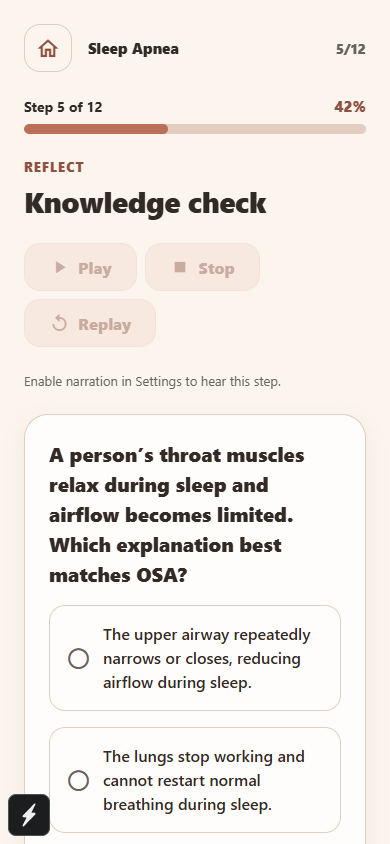 Sleep Apnea
5/12
Step 5 of 12
42%
REFLECT
Knowledge check
Play
Stop
Replay
Enable narration in Settings to hear this step.
A person's throat muscles
relax during sleep and
airflow becomes limited.
Which explanation best
matches OSA?
The upper airway repeatedly
narrows or closes, reducing
airflow during sleep.
The lungs stop working and
cannot restart normal
breathing during sleep.